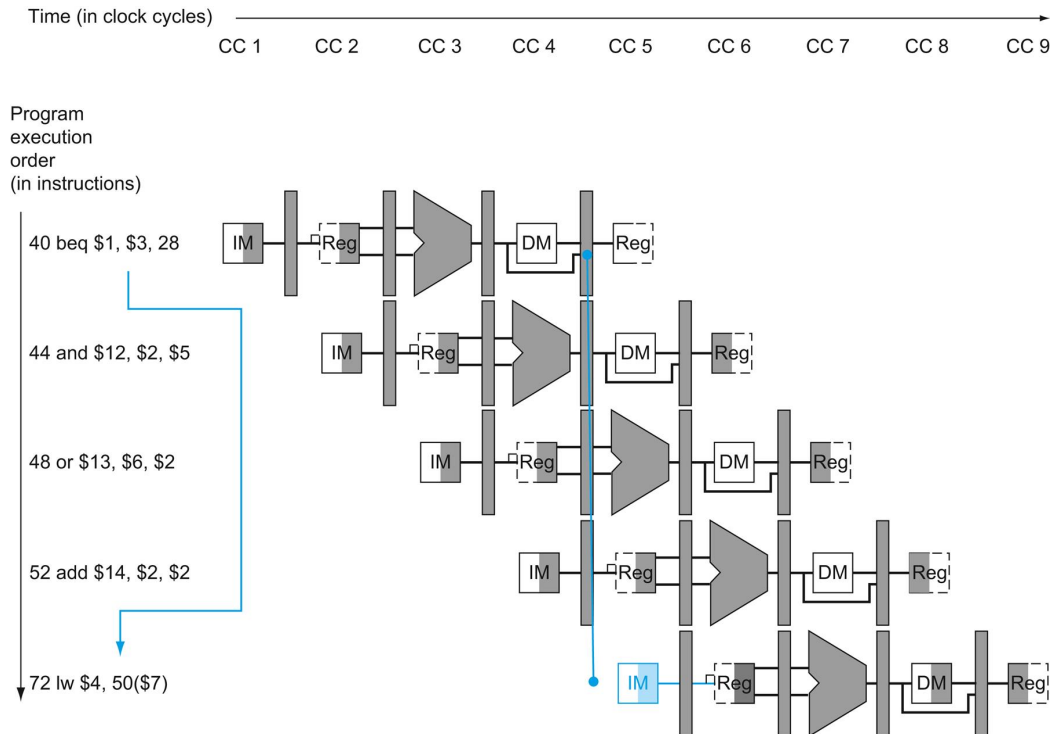 Time (in clock cycles)
CC 1 CC 2 CC 3 CC 4 CC 5 CC 6 CC 7 CC 8 CC 9
Program
execution
order
(in instructions)
40 beq $1, $3, 28
IM Reg DM Reg
44 and $12, $2, $5
IM Reg DM Reg
48 or $13, $6, $2
IM Reg DM Reg
52 add $14, $2, $2
IM Reg DM Reg
72 lw $4, 50($7)
IM Reg DM Reg